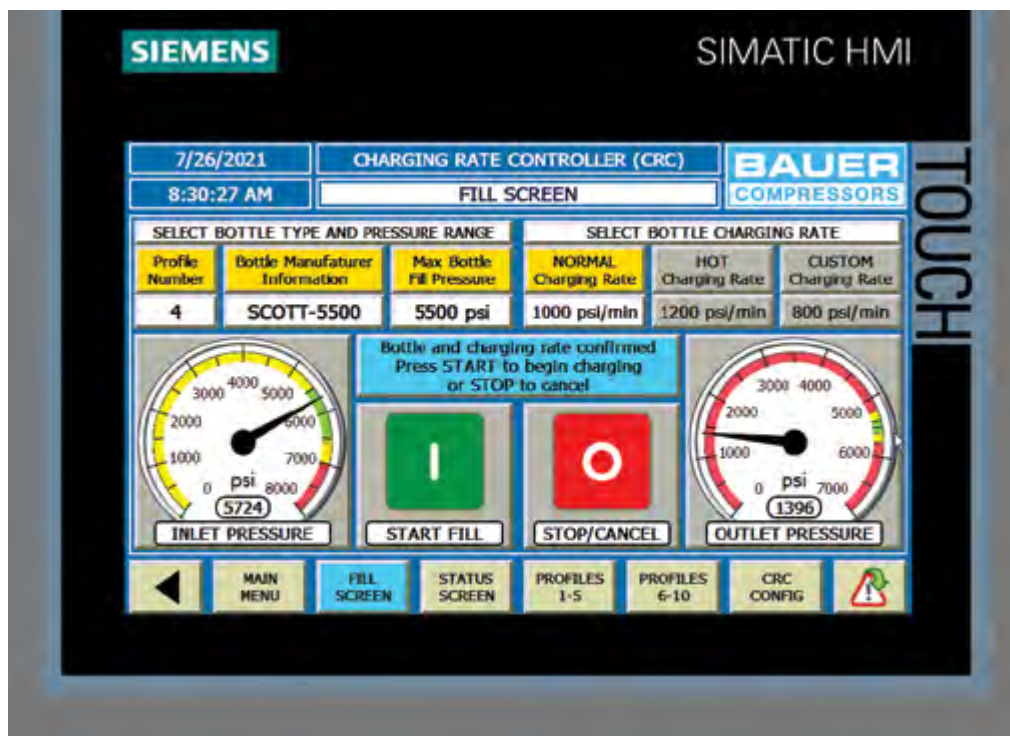 SIEMENS
SIMATIC HMI
TOUCH
7/26/2021
CHARGING RATE CONTROLLER (CRC)
BAUER
8:30:27 AM
FILL SCREEN
COMPRESSORS
SELECT BOTTLE TYPE AND PRESSURE RANGE
SELECT BOTTLE CHARGING RATE
Profile
Number
Bottle Manufaturer
Information
Max Bottle
Fill Pressure
NORMAL
Charging Rate
HOT
Charging Rate
CUSTOM
Charging Rate
4
SCOTT-5500
5500 psi
1000 psi/min
1200 psi/min
800 psi/min
Bottle and charging rate confirmed
Press START to begin charging
or STOP to cancel
0
1000
2000
3000
4000
5000
6000
7000
8000
psi
5724
INLET PRESSURE
START FILL
STOP/CANCEL
0
1000
2000
3000
4000
5000
6000
7000
psi
1396
OUTLET PRESSURE
MAIN
MENU
FILL
SCREEN
STATUS
SCREEN
PROFILES
1-5
PROFILES
6-10
CRC
CONFIG